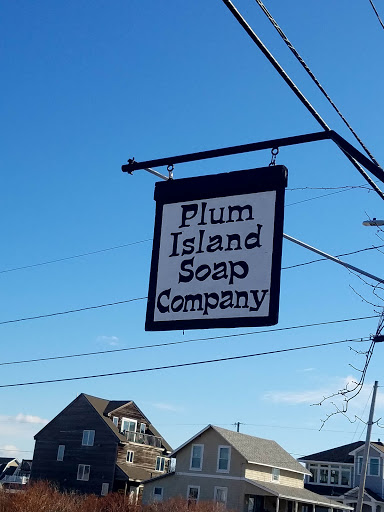 Plum
Island
Soap
Company